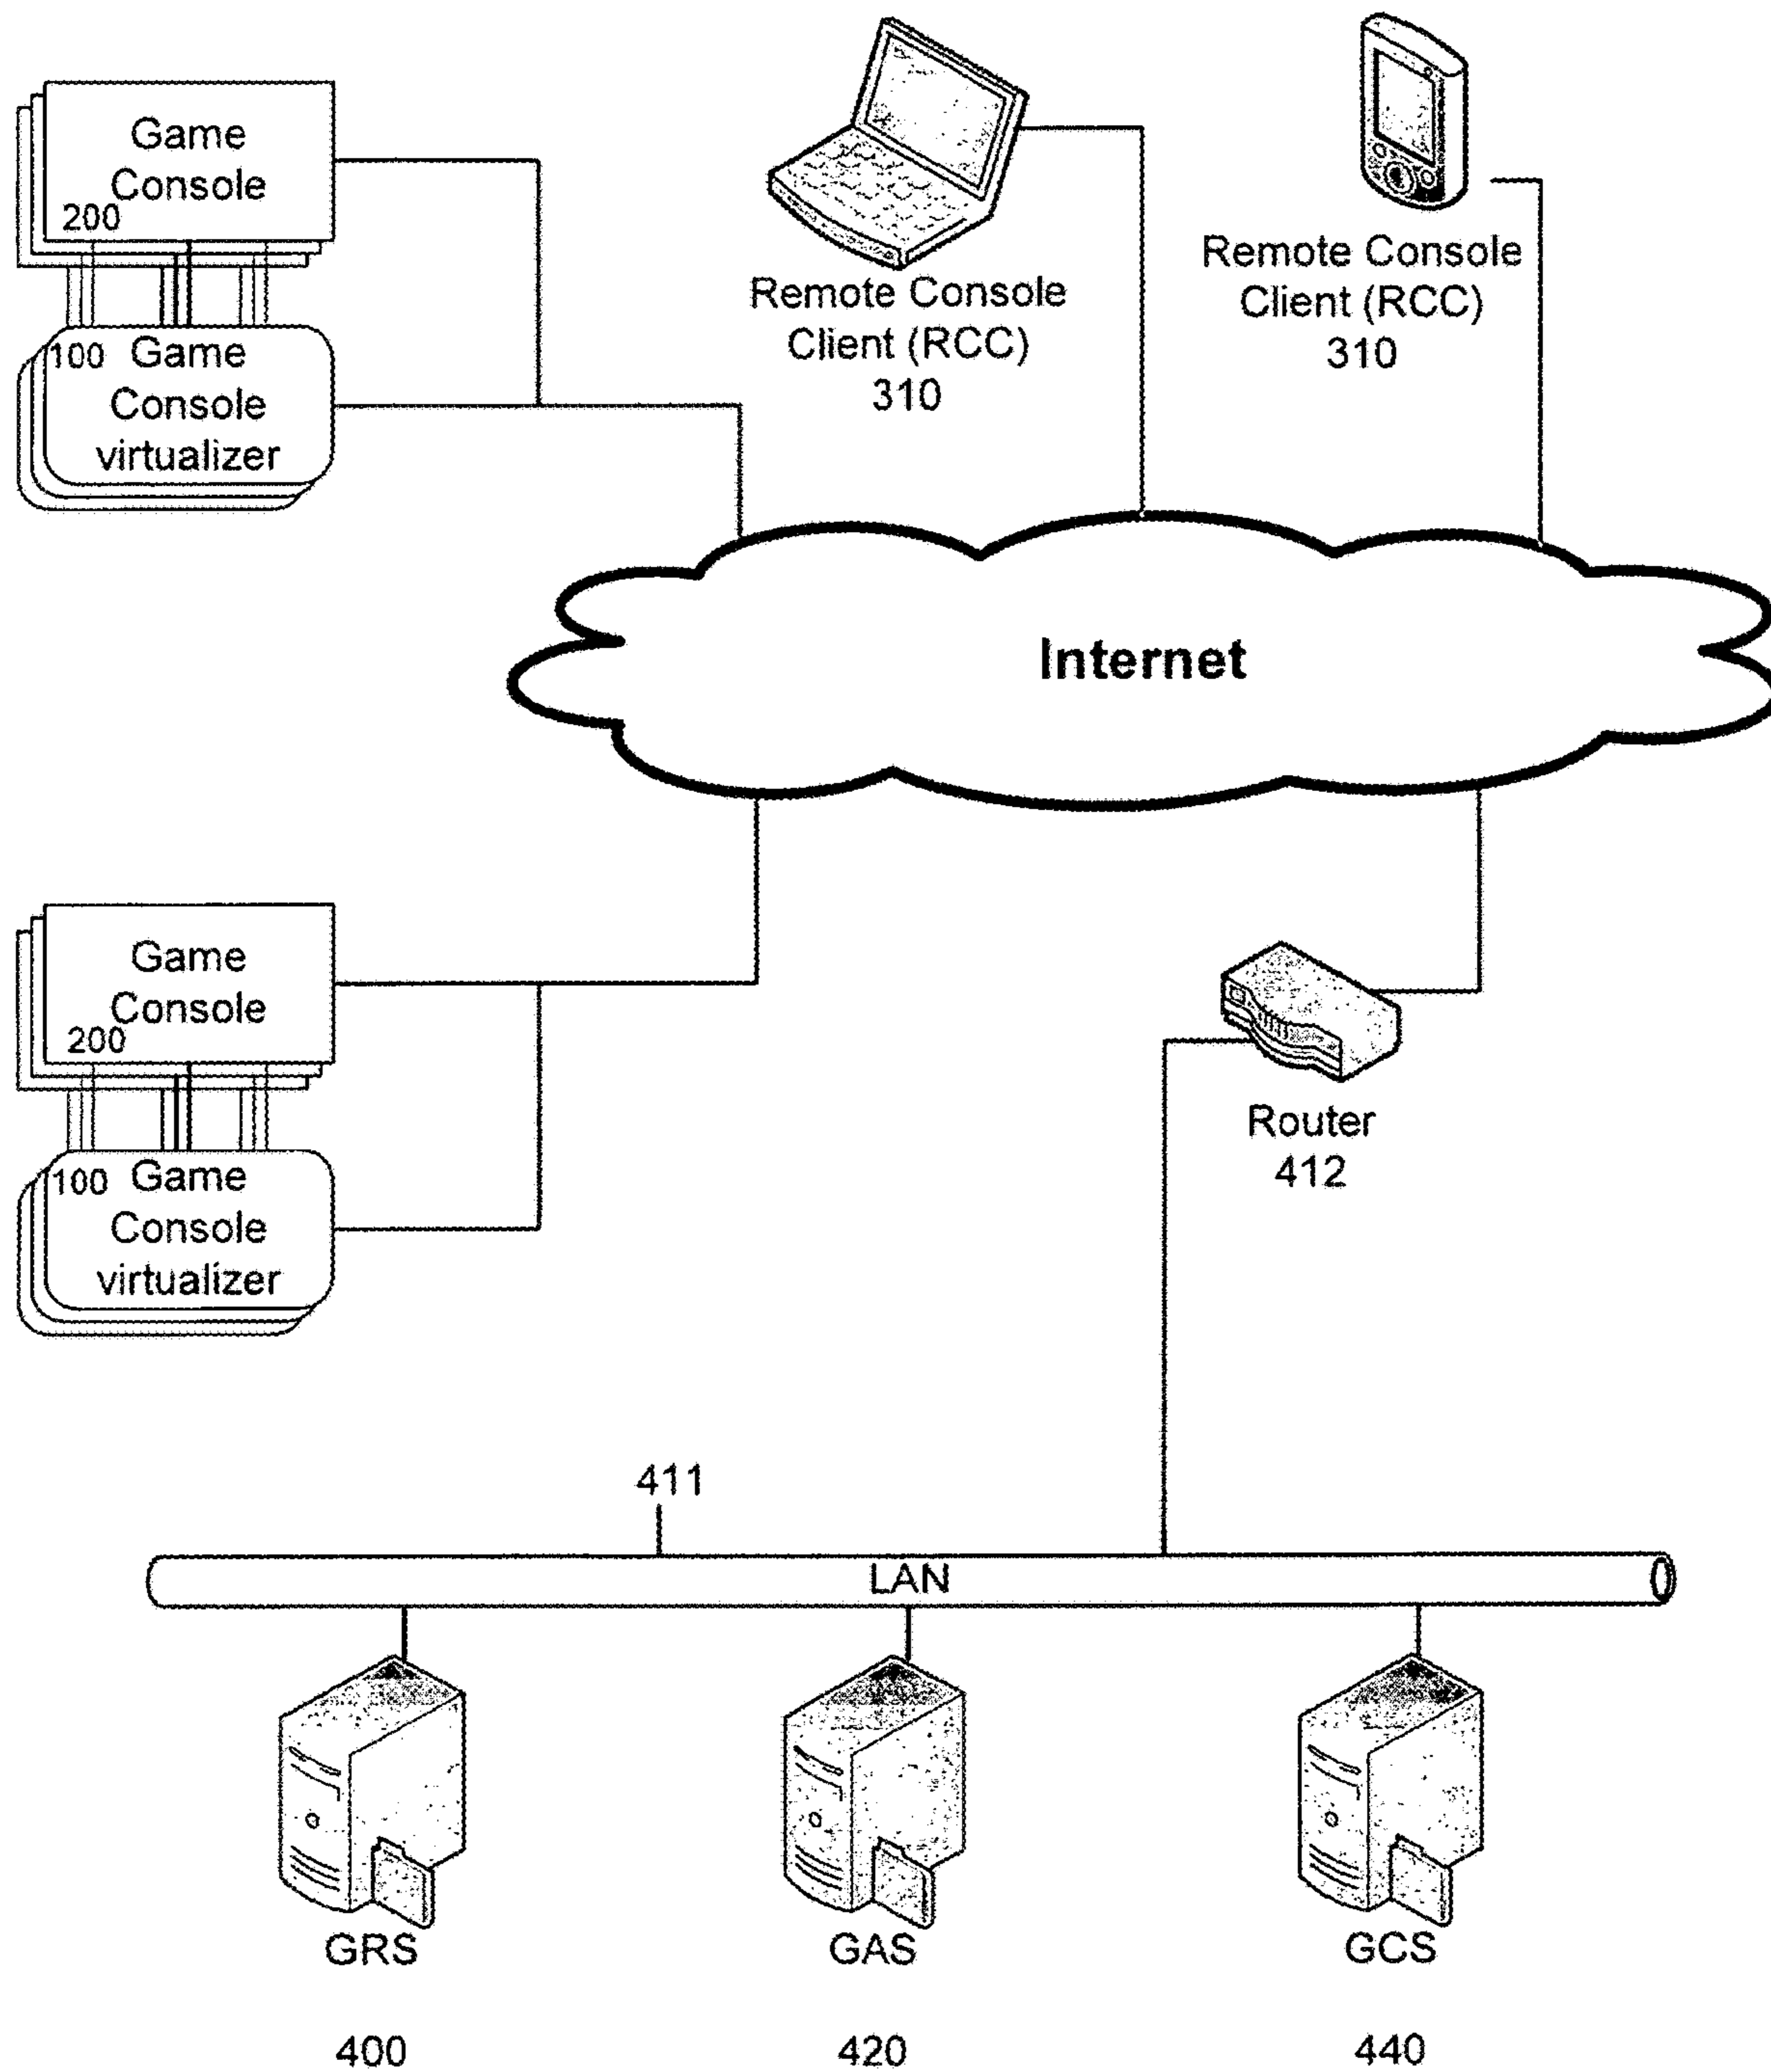 Game
Console
200
100 Game
Console
virtualizer
Remote Console
Client (RCC)
310
Remote Console
Client (RCC)
310
Internet
Game
Console
200
100 Game
Console
virtualizer
Router
412
411
LAN
GRS
GAS
GCS
400
420
440